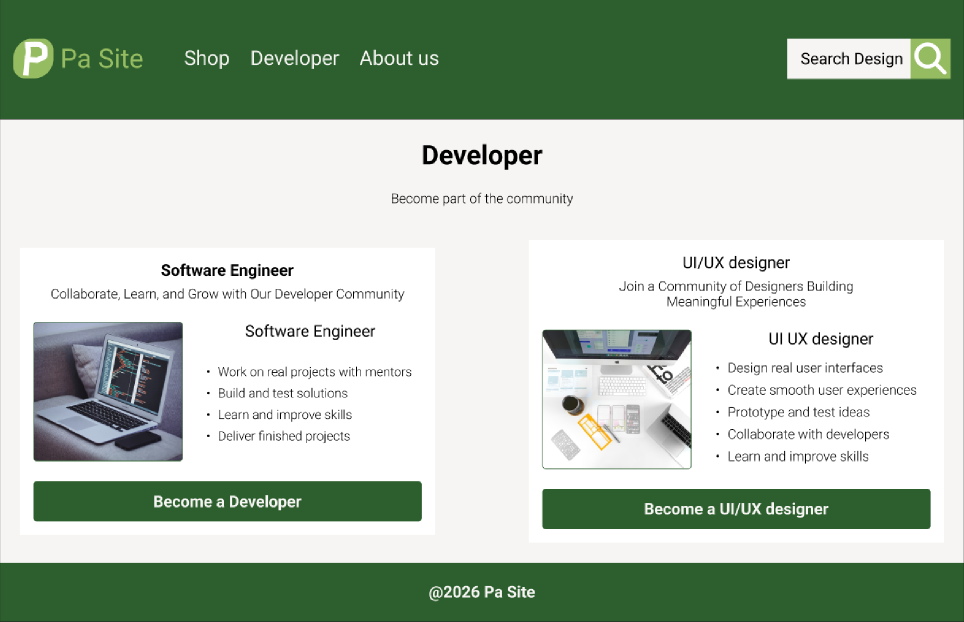 P Pa Site
Shop
Developer
About us
Search Design
Developer
Become part of the community
Software Engineer
Collaborate, Learn, and Grow with Our Developer Community
Software Engineer
• Work on real projects with mentors
• Build and test solutions
• Learn and improve skills
• Deliver finished projects
Become a Developer
UI/UX designer
Join a Community of Designers Building
Meaningful Experiences
UI UX designer
• Design real user interfaces
• Create smooth user experiences
• Prototype and test ideas
• Collaborate with developers
• Learn and improve skills
Become a UI/UX designer
@2026 Pa Site